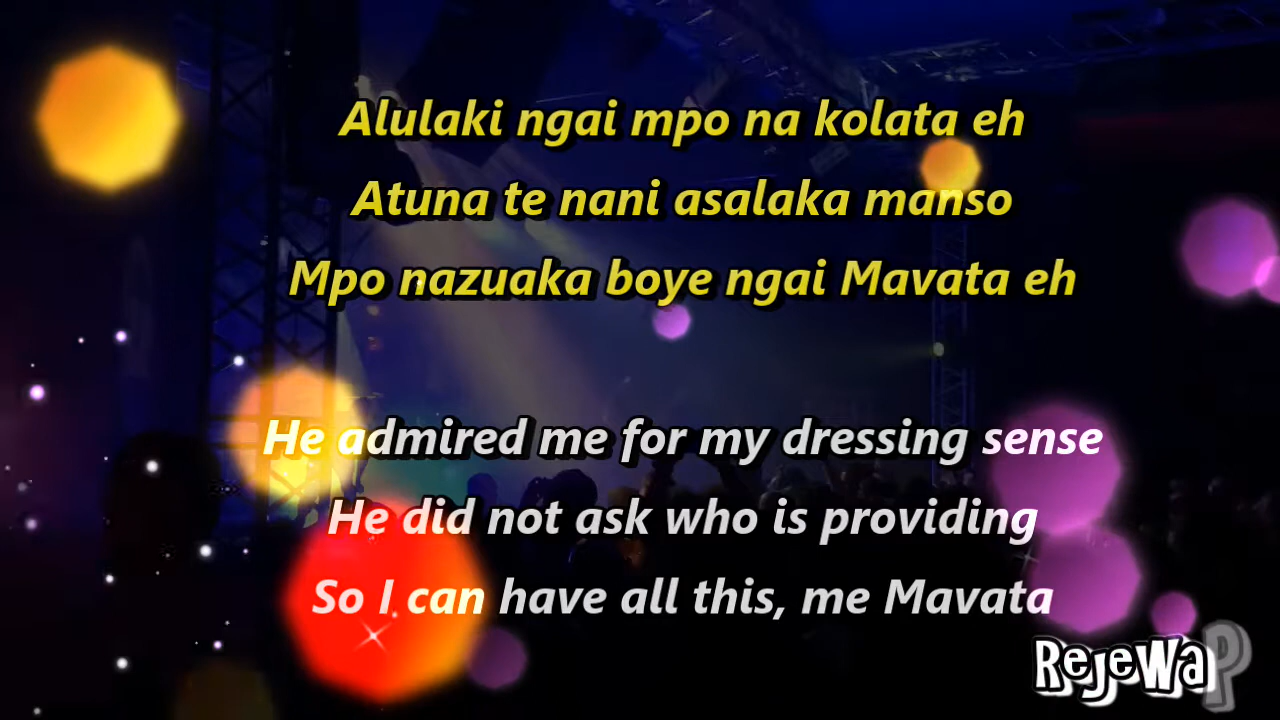 Alulaki ngai mpo na kolata eh
Atuna te nani asalaka manso
Mpo nazuaka boye ngai Mavata eh
He admired me for my dressing sense
He did not ask who is providing
So I can have all this, me Mavata
RejeWaP